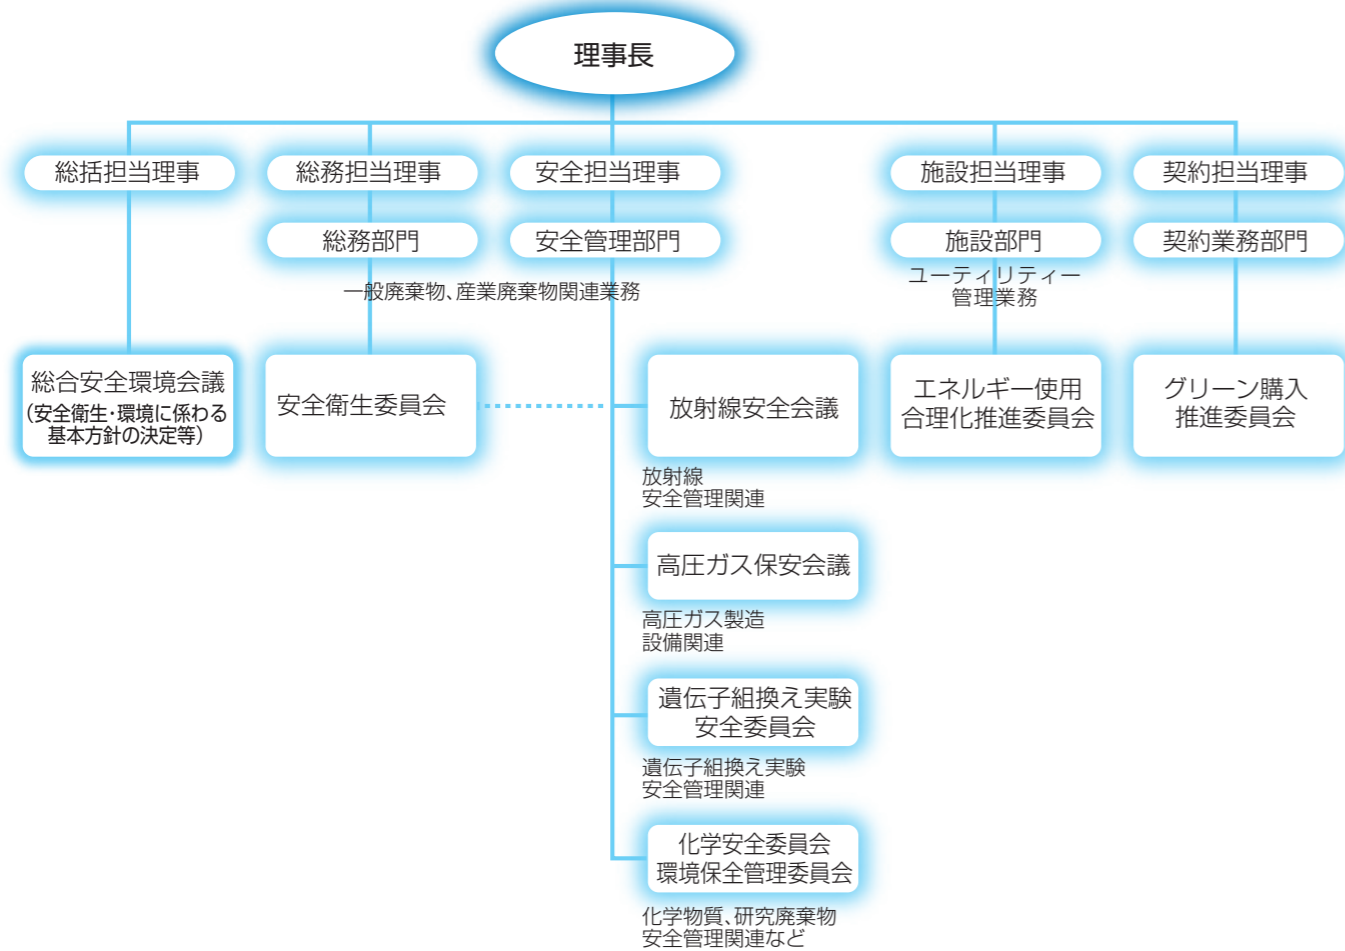 理事長
総括担当理事
総務担当理事
安全担当理事
施設担当理事
契約担当理事
総務部門
安全管理部門
施設部門
契約業務部門
ユーティリティー
管理業務
一般廃棄物、産業廃棄物関連業務
総合安全環境会議
（安全衛生・環境に係わる
基本方針の決定等）
安全衛生委員会
放射線安全会議
エネルギー使用
合理化推進委員会
グリーン購入
推進委員会
放射線
安全管理関連
高圧ガス保安会議
高圧ガス製造
設備関連
遺伝子組換え実験
安全委員会
遺伝子組換え実験
安全管理関連
化学安全委員会
環境保全管理委員会
化学物質、研究廃棄物
安全管理関連など